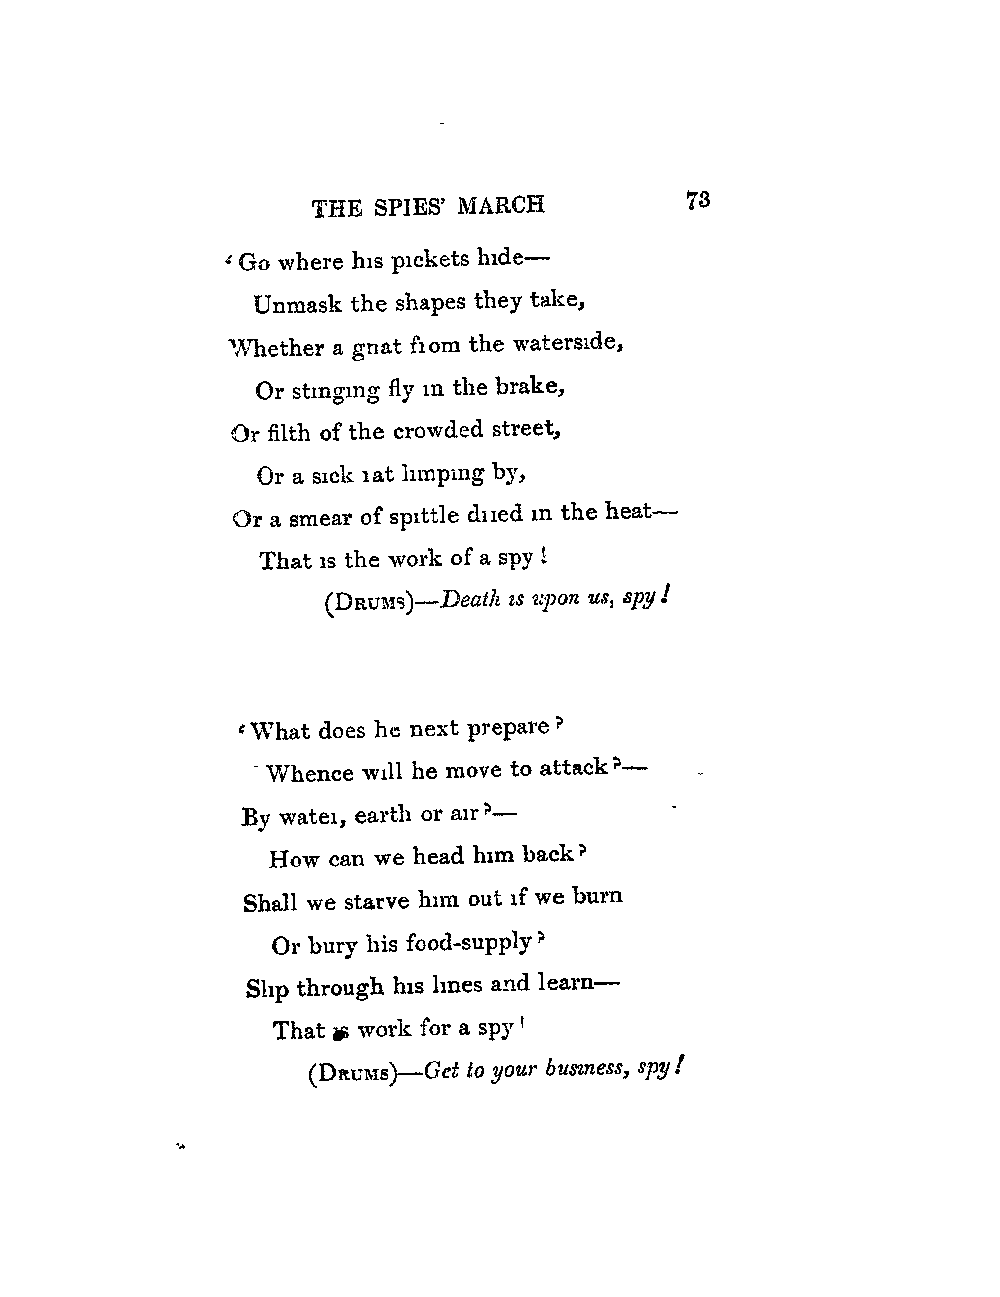 THE SPIES' MARCH 73
‘Go where his pickets hide—
Unmask the shapes they take,
Whether a gnat from the waterside,
Or stinging fly in the brake,
Or filth of the crowded street,
Or a sick rat limping by,
Or a smear of spittle dried in the heat—
That is the work of a spy!
(DRUMS)—Death is upon us, spy!
‘What does he next prepare?
Whence will he move to attack?—
By water, earth or air?—
How can we head him back?
Shall we starve him out if we burn
Or bury his food-supply?
Slip through his lines and learn—
That is work for a spy!
(DRUMS)—Get to your business, spy!